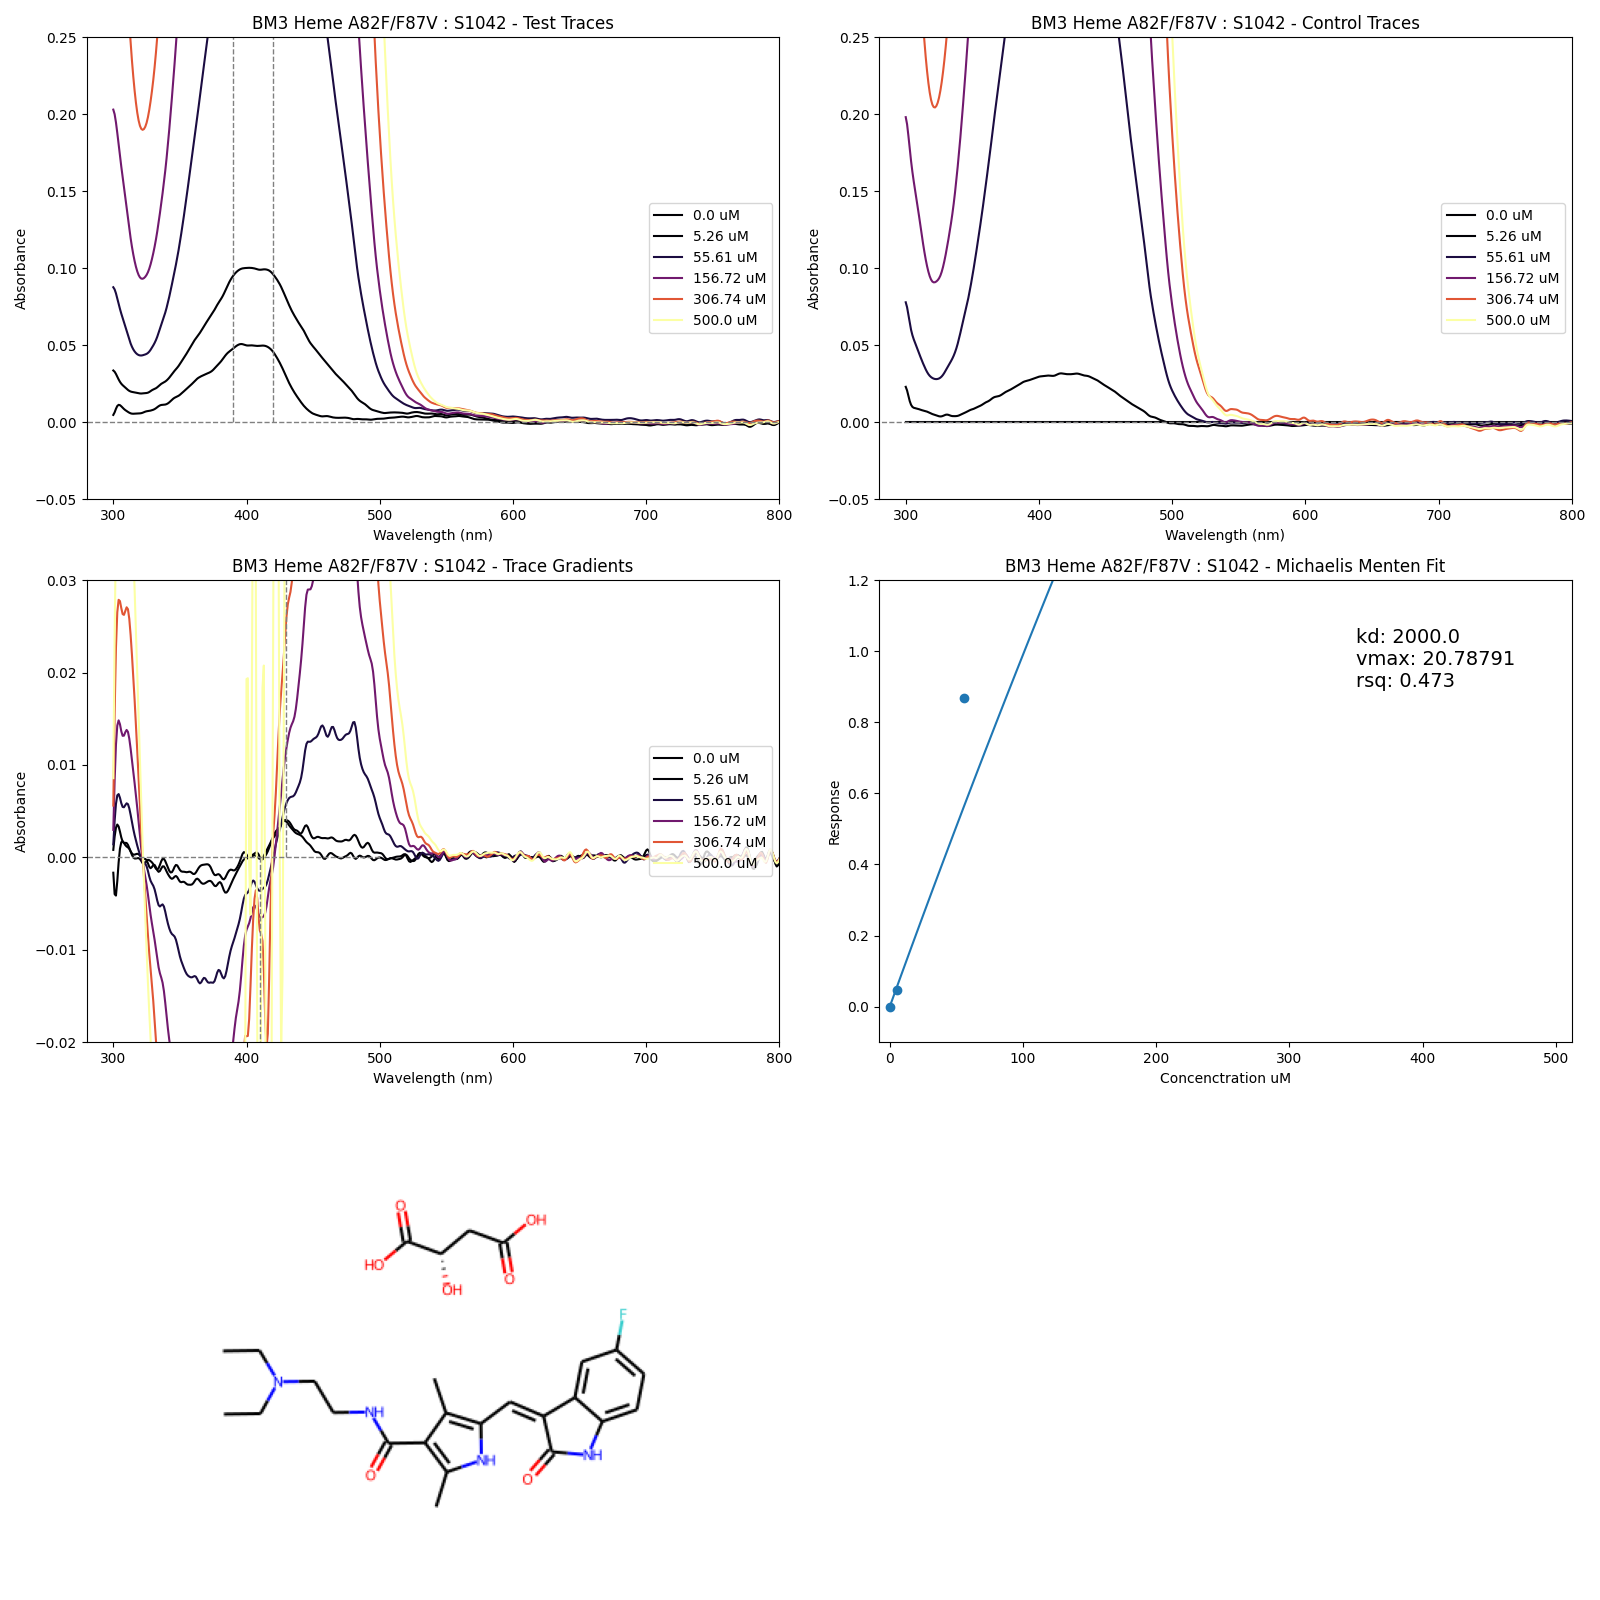 BM3 Heme A82F/F87V : S1042 - Test Traces
0.25
0.20
0.15
0.10
0.05
0.00
−0.05
Absorbance
300 400 500 600 700 800
Wavelength (nm)
0.0 uM
5.26 uM
55.61 uM
156.72 uM
306.74 uM
500.0 uM
BM3 Heme A82F/F87V : S1042 - Control Traces
0.25
0.20
0.15
0.10
0.05
0.00
−0.05
Absorbance
300 400 500 600 700 800
Wavelength (nm)
0.0 uM
5.26 uM
55.61 uM
156.72 uM
306.74 uM
500.0 uM
BM3 Heme A82F/F87V : S1042 - Trace Gradients
0.03
0.02
0.01
0.00
−0.01
−0.02
Absorbance
300 400 500 600 700 800
Wavelength (nm)
0.0 uM
5.26 uM
55.61 uM
156.72 uM
306.74 uM
500.0 uM
BM3 Heme A82F/F87V : S1042 - Michaelis Menten Fit
1.2
1.0
0.8
0.6
0.4
0.2
0.0
Response
0 100 200 300 400 500
Concenctration uM
kd: 2000.0
vmax: 20.78791
rsq: 0.473
O
OH
HO
O
OH
F
N
NH
O
NH
O
NH